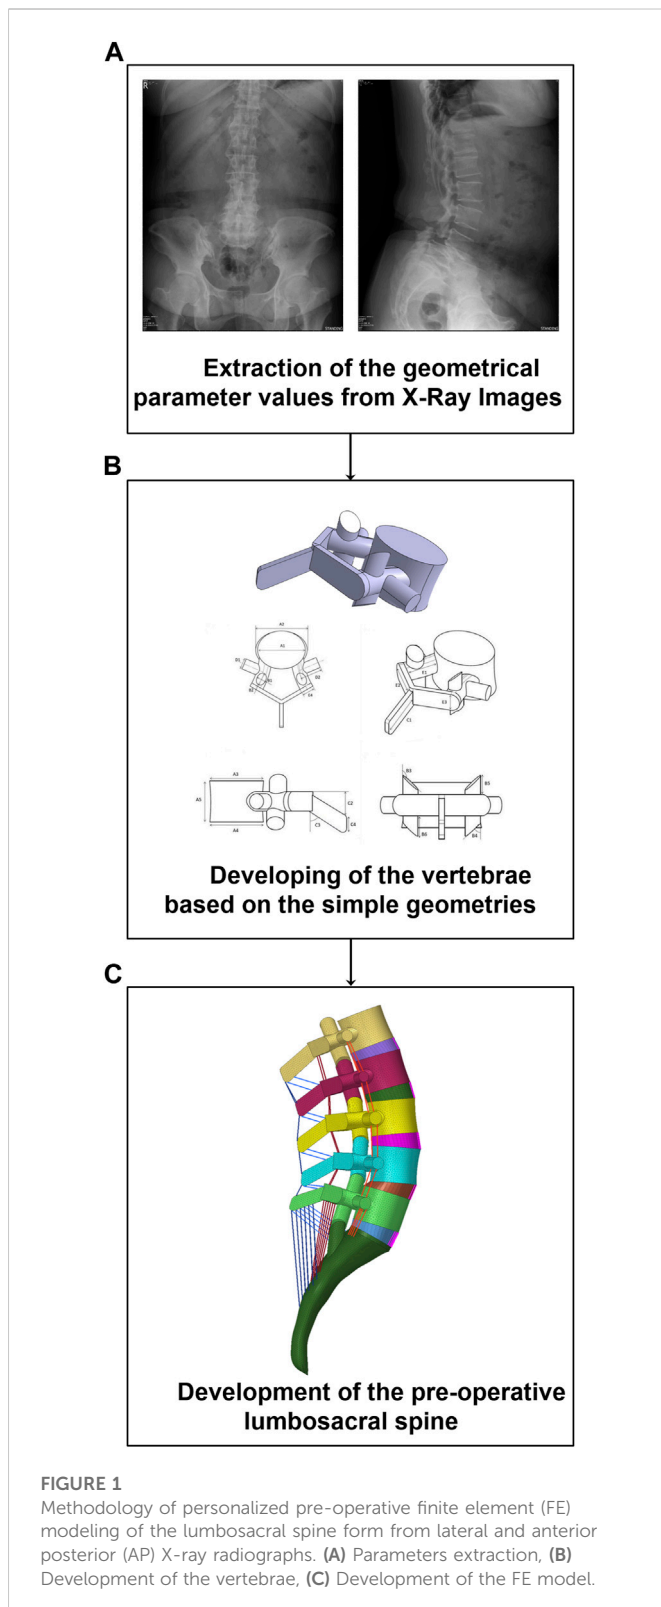 A
R
STANDING
STANDING
Extraction of the geometrical
parameter values from X-Ray Images
B
A2
A1
D1
D2
B1
B2
E4
E1
E2
E3
C1
A3
A5
A4
C2
C3
C4
B3
B5
B6
Developing of the vertebrae
based on the simple geometries
C
Development of the pre-operative
lumbosacral spine
FIGURE 1
Methodology of personalized pre-operative finite element (FE)
modeling of the lumbosacral spine form from lateral and anterior
posterior (AP) X-ray radiographs. (A) Parameters extraction, (B)
Development of the vertebrae, (C) Development of the FE model.